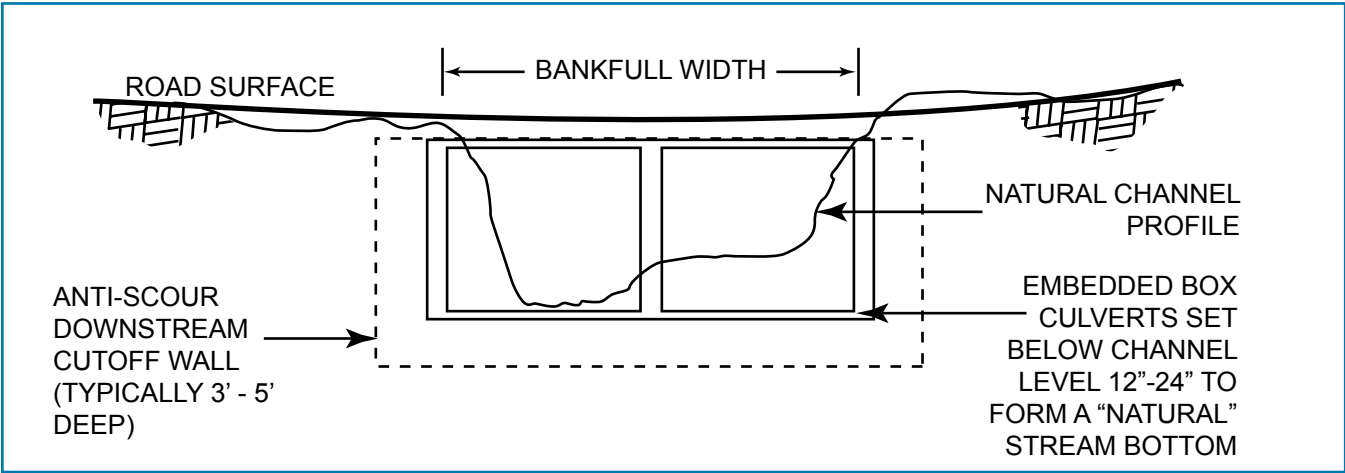 BANKFULL WIDTH
ROAD SURFACE
NATURAL CHANNEL
PROFILE
ANTI-SCOUR
DOWNSTREAM
CUTOFF WALL
(TYPICALLY 3’ - 5’
DEEP)
EMBEDDED BOX
CULVERTS SET
BELOW CHANNEL
LEVEL 12”-24” TO
FORM A “NATURAL”
STREAM BOTTOM